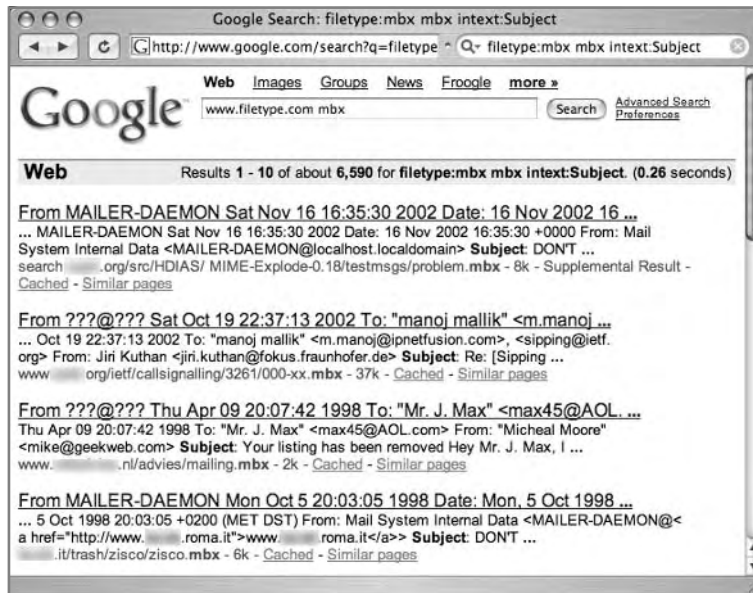 Google Search: filetype:mbx mbx intext:Subject
http://www.google.com/search?q=filetype
filetype:mbx mbx intext:Subject
Web Images Groups News Froogle more »
Google
www.filetype.com mbx
Search
Advanced Search
Preferences
Web Results 1 - 10 of about 6,590 for filetype:mbx mbx intext:Subject. (0.26 seconds)
From MAILER-DAEMON Sat Nov 16 16:35:30 2002 Date: 16 Nov 2002 16 ...
... MAILER-DAEMON Sat Nov 16 16:35:30 2002 Date: 16 Nov 2002 16:35:30 +0000 From: Mail
System Internal Data <MAILER-DAEMON@localhost.localdomain> Subject: DON'T ...
search .org/src/HDIAS/ MIME-Explode-0.18/testmsgs/problem.mbx - 8k - Supplemental Result -
Cached - Similar pages
From ???@??? Sat Oct 19 22:37:13 2002 To: "manoj mallik" <m.manoj ...
... Oct 19 22:37:13 2002 To: "manoj mallik" <m.manoj@ipnetfusion.com>, <sipping@ietf.
org> From: Jiri Kuthan <jiri.kuthan@fokus.fraunhofer.de> Subject: Re: [Sipping ...
www org/ietf/callsignalling/3261/000-xx.mbx - 37k - Cached - Similar pages
From ???@??? Thu Apr 09 20:07:42 1998 To: "Mr. J. Max" <max45@AOL. ...
Thu Apr 09 20:07:42 1998 To: "Mr. J. Max" <max45@AOL.com> From: "Micheal Moore"
<mike@geekweb.com> Subject: Your listing has been removed Hey Mr. J. Max, I ...
www. .nl/advies/mailing.mbx - 2k - Cached - Similar pages
From MAILER-DAEMON Mon Oct 5 20:03:05 1998 Date: Mon, 5 Oct 1998 ...
... 5 Oct 1998 20:03:05 +0200 (MET DST) From: Mail System Internal Data <MAILER-DAEMON@<
a href="http://www. .roma.it">www. .roma.it</a>> Subject: DON'T ...
.it/trash/zisco/zisco.mbx - 6k - Cached - Similar pages